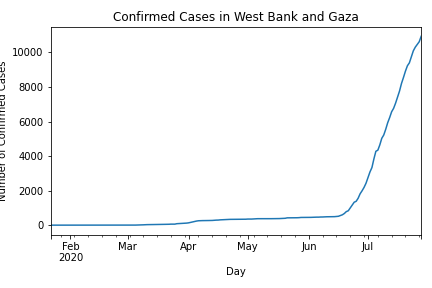 Confirmed Cases in West Bank and Gaza
Number of Confirmed Cases
10000
8000
6000
4000
2000
0
Feb
2020
Mar
Apr
May
Jun
Jul
Day